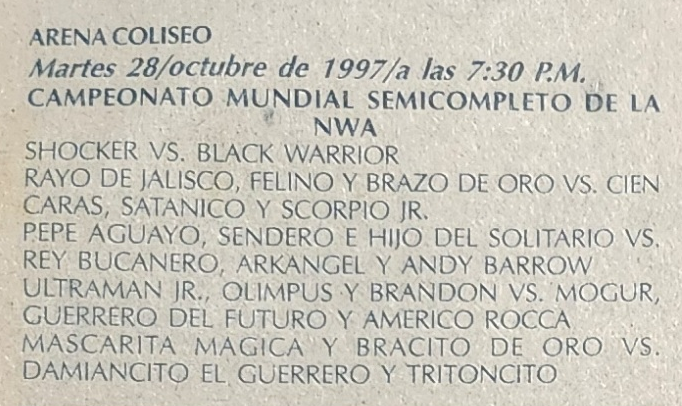 ARENA COLISEO
Martes 28/octubre de 1997/a las 7:30 P.M.
CAMPEONATO MUNDIAL SEMICOMPLETO DE LA
NWA
SHOCKER VS. BLACK WARRIOR
RAYO DE JALISCO, FELINO Y BRAZO DE ORO VS. CIEN
CARAS, SATANICO Y SCORPIO JR.
PEPE AGUAYO, SENDERO E HIJO DEL SOLITARIO VS.
REY BUCANERO, ARKANGEL Y ANDY BARROW
ULTRAMAN JR., OLIMPUS Y BRANDON VS. MOGUR,
GUERRERO DEL FUTURO Y AMERICO ROCCA
MASCARITA MAGICA Y BRACITO DE ORO VS.
DAMIANCITO EL GUERRERO Y TRITONCITO